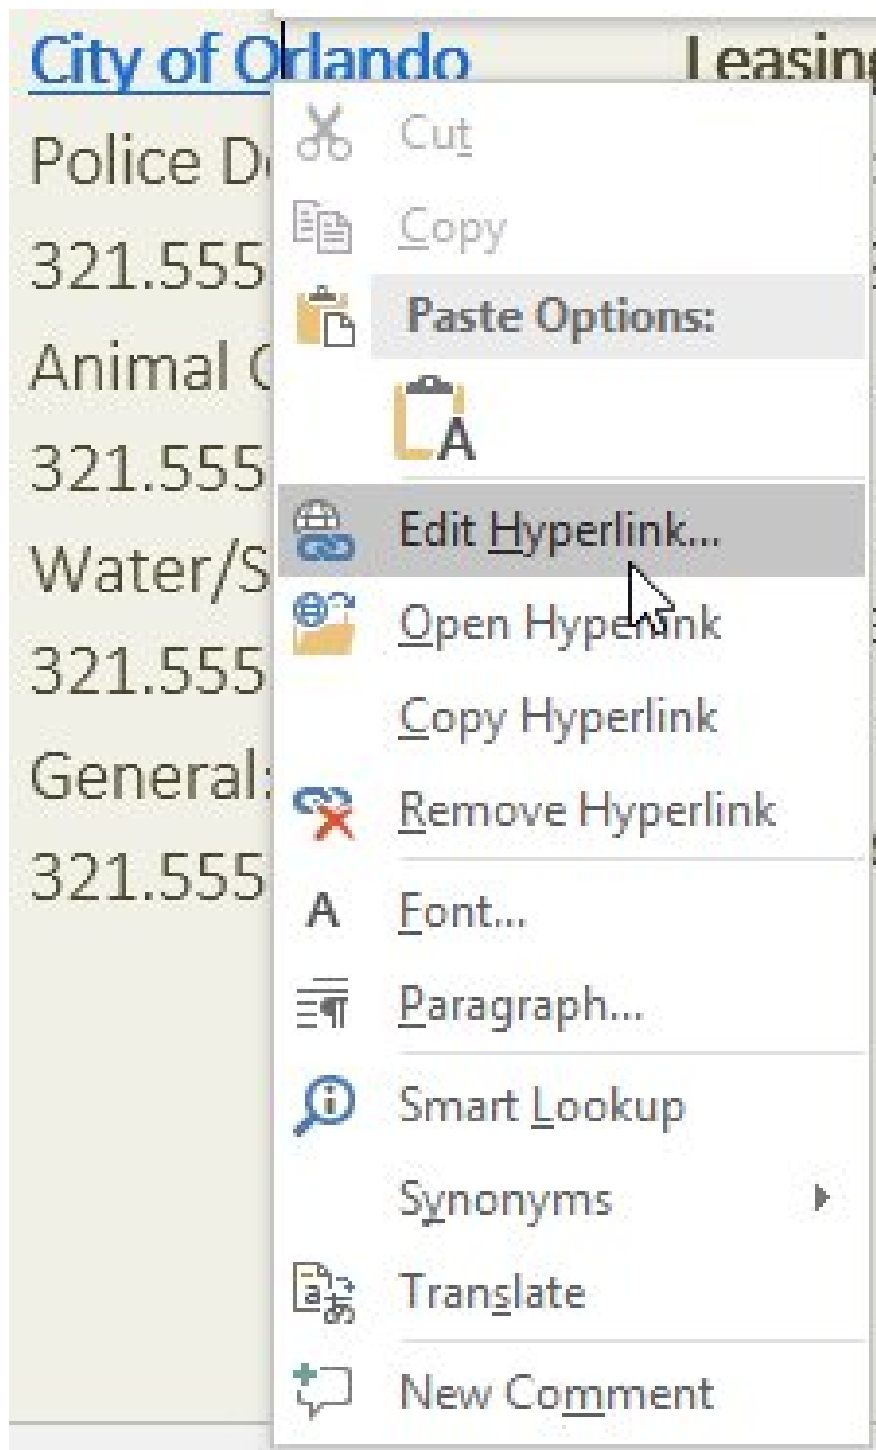 City of Orlando Leasing
Police D
321.555
Animal C
321.555
Water/S
321.555
General:
321.555
Cut
Copy
Paste Options:
Edit Hyperlink...
Open Hyperlink
Copy Hyperlink
Remove Hyperlink
Font...
Paragraph...
Smart Lookup
Synonyms
Translate
New Comment